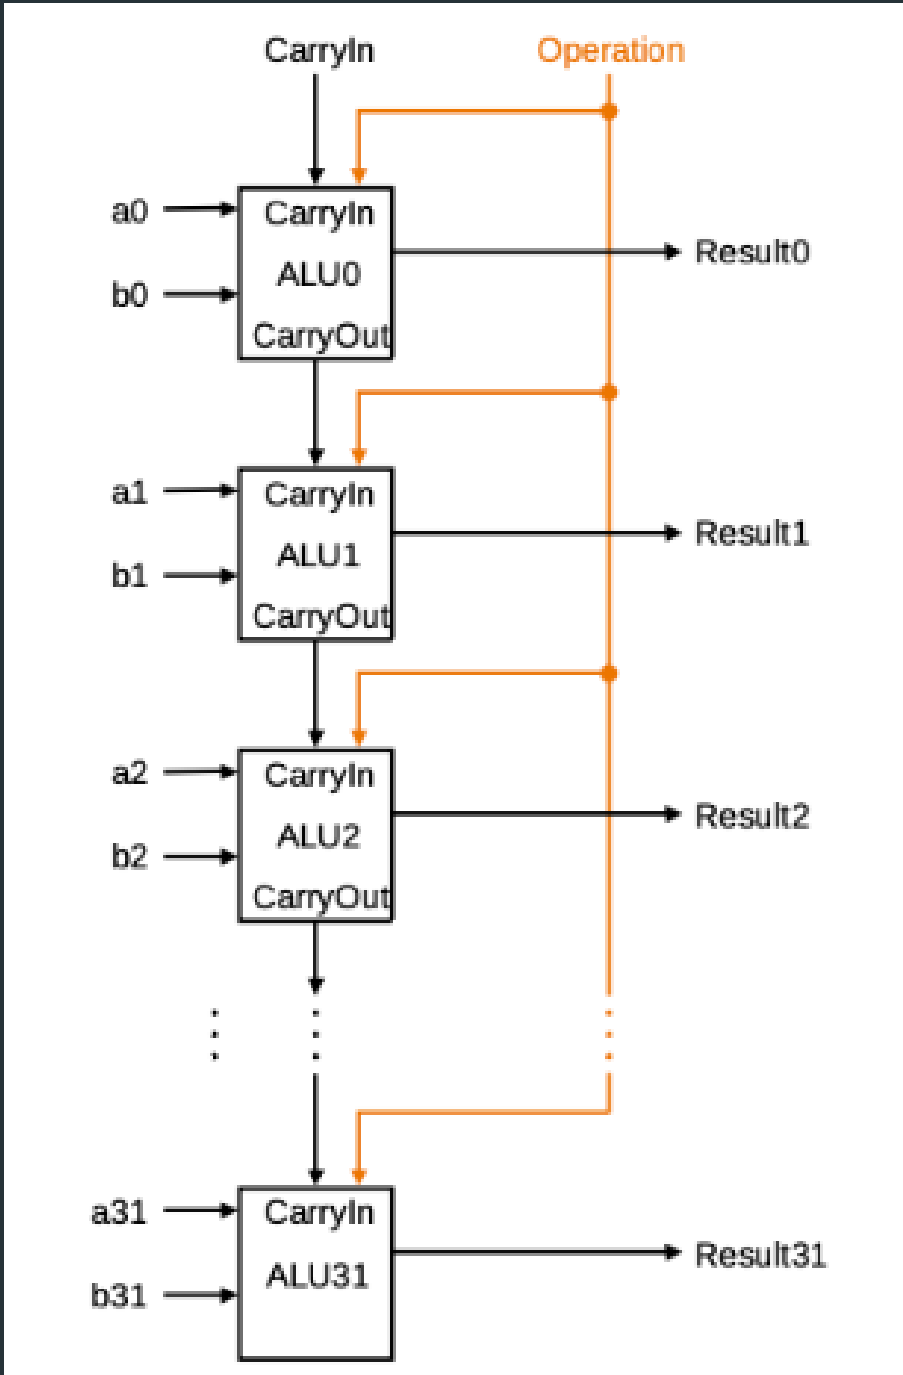 CarryIn
Operation
a0
CarryIn
ALU0
Result0
b0
CarryOut
a1
CarryIn
ALU1
Result1
b1
CarryOut
a2
CarryIn
ALU2
Result2
b2
CarryOut
a31
CarryIn
ALU31
Result31
b31